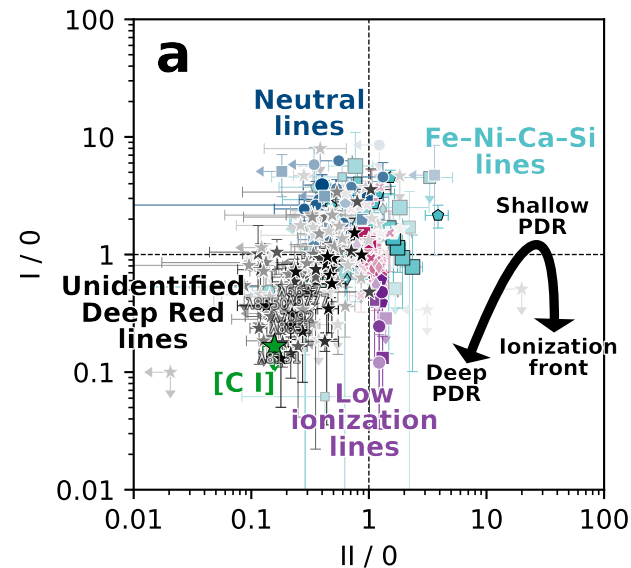 100
a
Neutral
lines
10
Fe–Ni–Ca–Si
lines
Shallow
PDR
I / 0
1
Unidentified
Deep Red
lines
Ionization
front
0.1
Deep
PDR
[C I]
Low
ionization
lines
0.01
0.01
0.1
1
10
100
II / 0